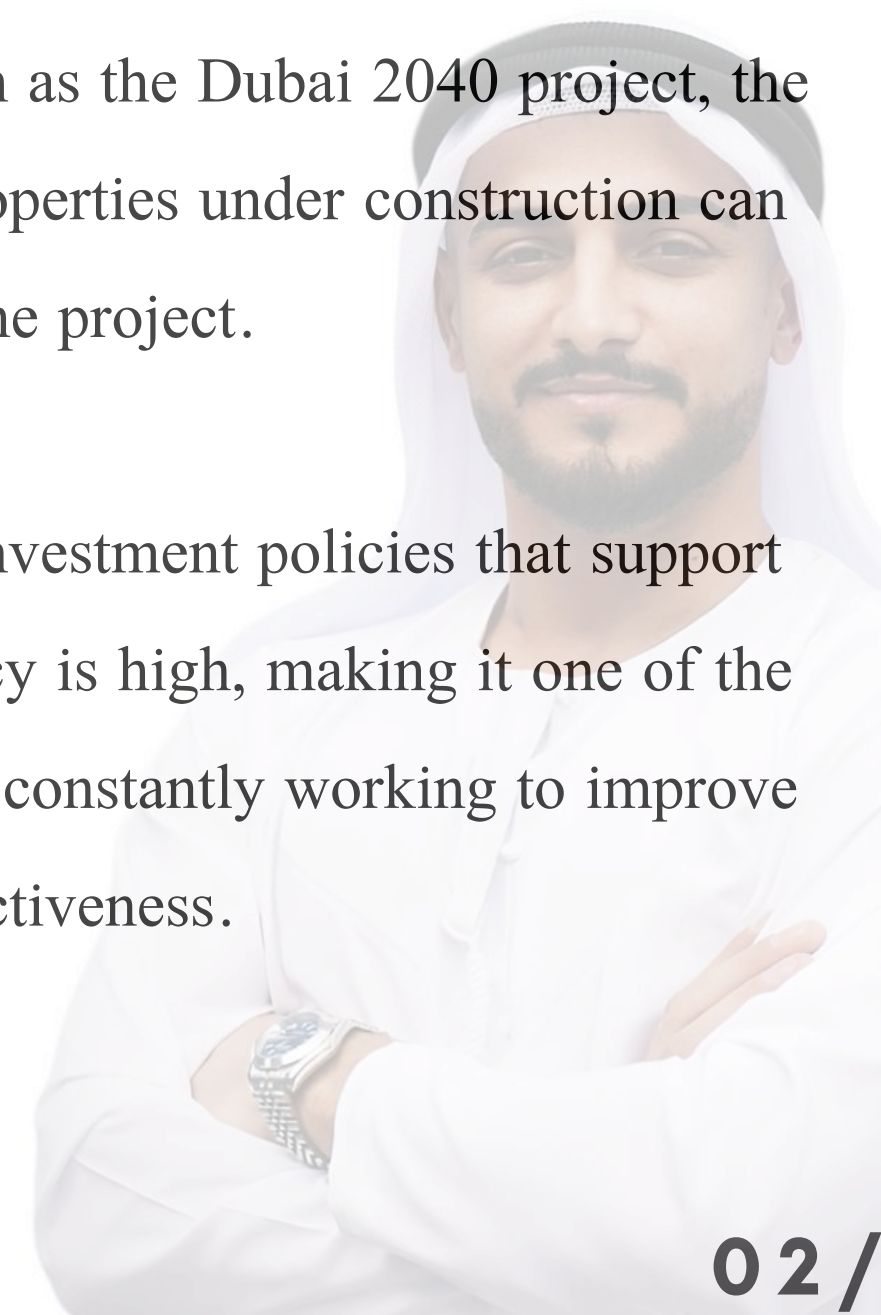 as the Dubai 2040 project, the
operties under construction can
project.
nvestment policies that support
cy is high, making it one of the
constantly working to improve
ctiveness.
02/